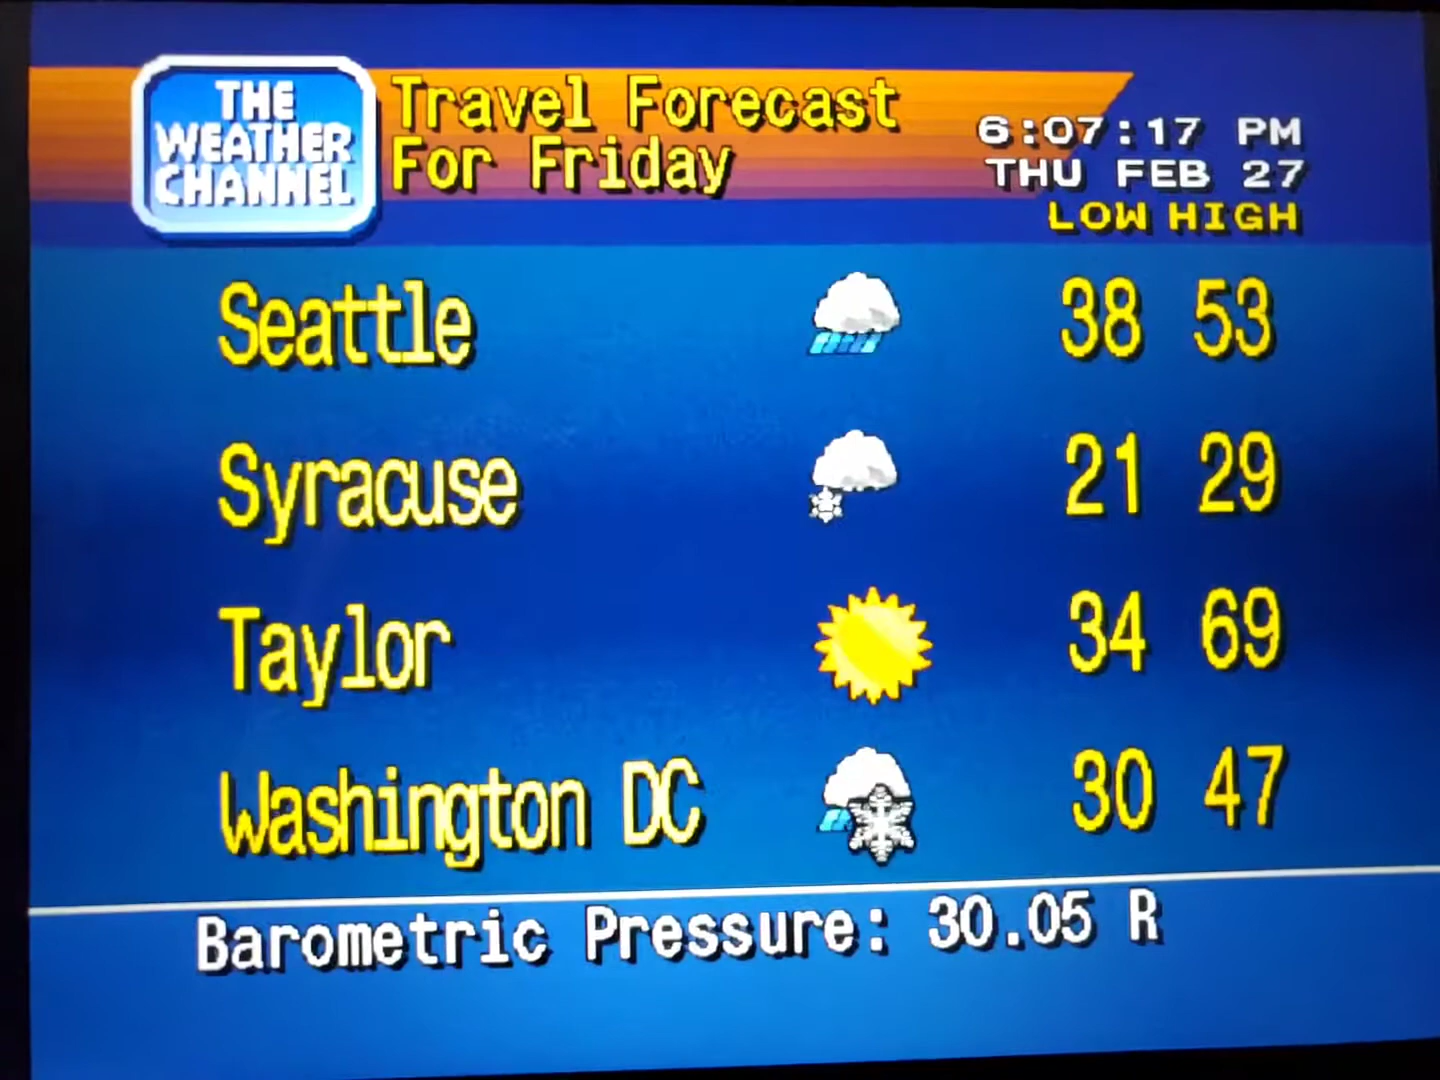 THE
WEATHER
CHANNEL
Travel Forecast
For Friday
6:07:17 PM
THU FEB 27
LOW HIGH
Seattle 38 53
Syracuse 21 29
Taylor 34 69
Washington DC 30 47
Barometric Pressure: 30.05 R